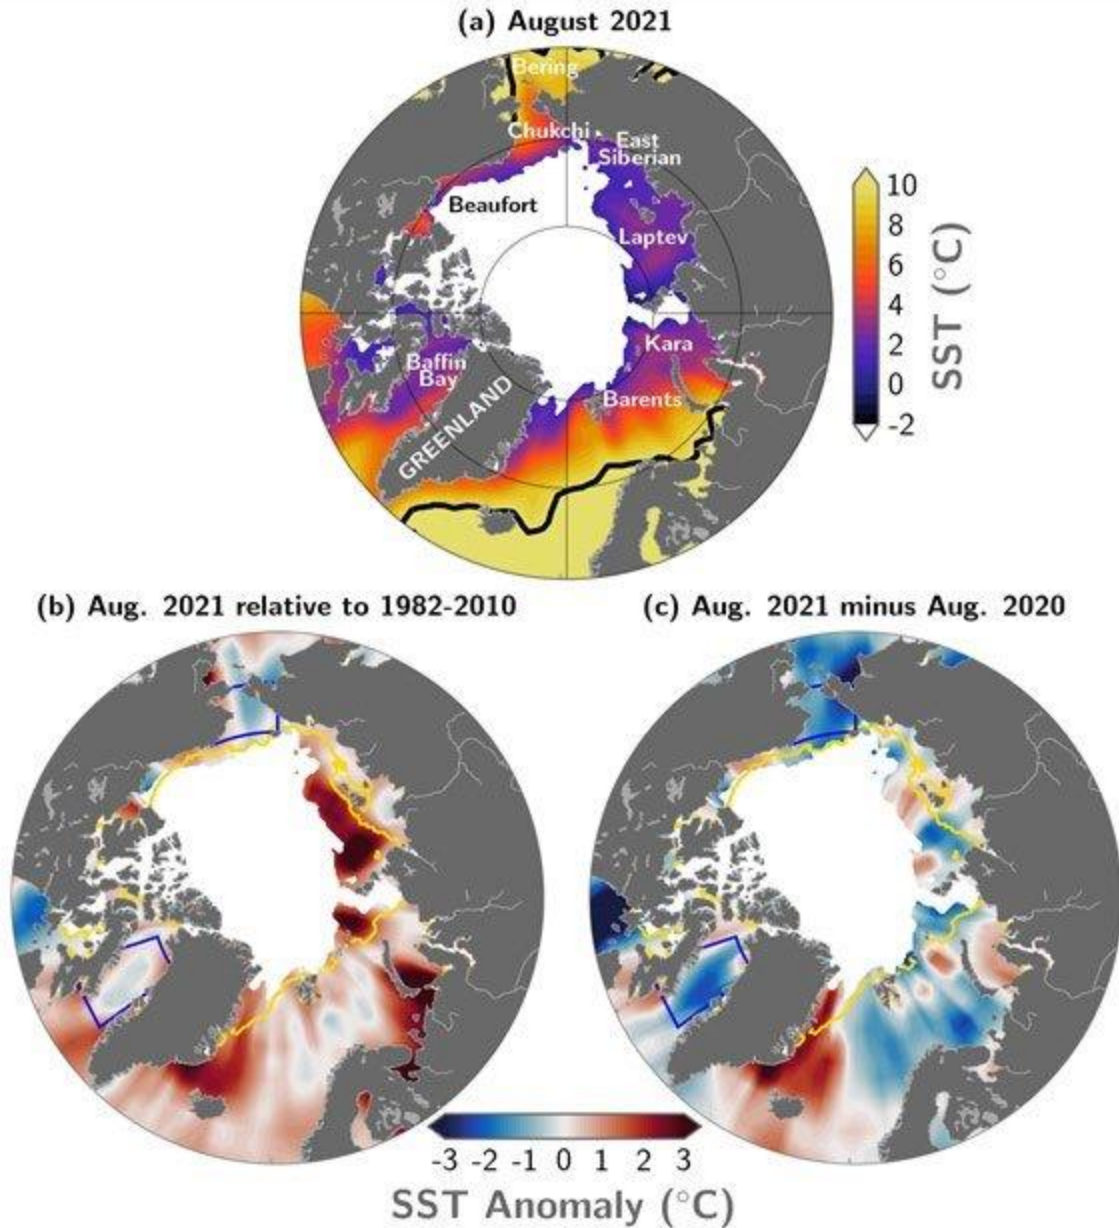 (a) August 2021
Bering
Chukchi
East
Siberian
Beaufort
Laptev
Kara
Baffin
Bay
Barents
GREENLAND
10
8
6
4
2
0
-2
SST (°C)
(b) Aug. 2021 relative to 1982-2010
(c) Aug. 2021 minus Aug. 2020
-3 -2 -1 0 1 2 3
SST Anomaly (°C)